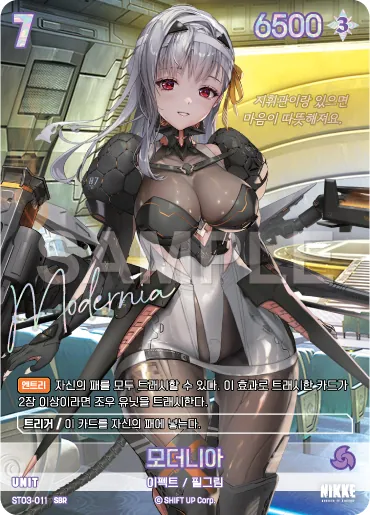 7
6500 3
지휘관이랑 있으면
마음이 따뜻해져요.
87
SAMPLE
Modernia
엔트리 자신의 패를 모두 트래시할 수 있다. 이 효과로 트래시한 카드가
2장 이상이라면 조우 유닛을 트래시한다.
트리거 / 이 카드를 자신의 패에 넣는다.
모더니아
UNIT
이펙트 / 필그림
ST03-011 SBR
© SHIFT UP Corp.
NIKKE